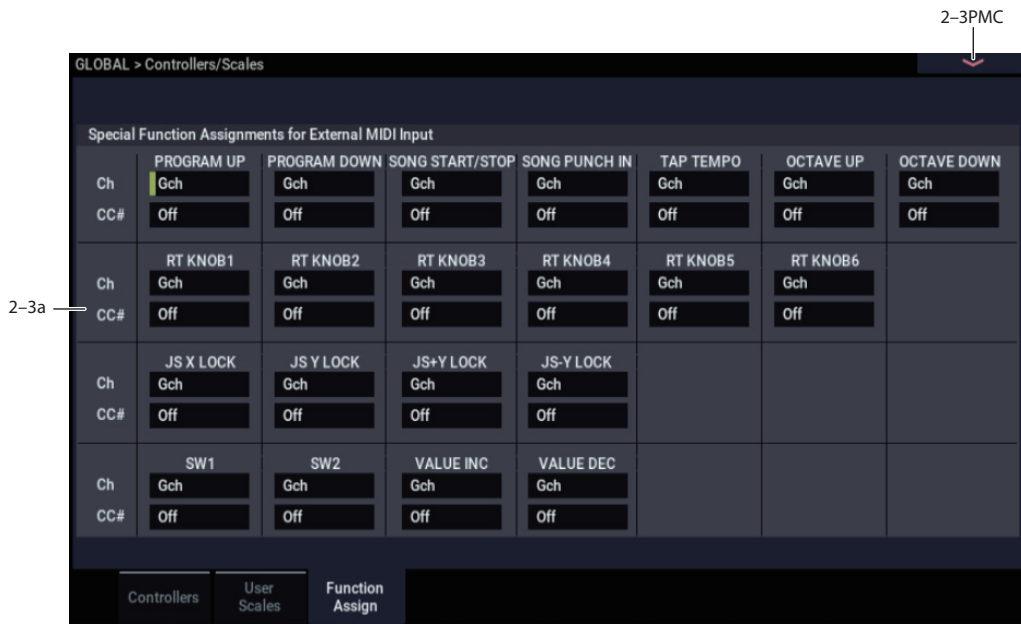 2–3PMC
GLOBAL > Controllers/Scales
Special Function Assignments for External MIDI Input
PROGRAM UP PROGRAM DOWN SONG START/STOP SONG PUNCH IN TAP TEMPO OCTAVE UP OCTAVE DOWN
Ch Gch Gch Gch Gch Gch Gch Gch
CC# Off Off Off Off Off Off Off
RT KNOB1 RT KNOB2 RT KNOB3 RT KNOB4 RT KNOB5 RT KNOB6
Ch Gch Gch Gch Gch Gch Gch
2–3a CC# Off Off Off Off Off Off
JS X LOCK JS Y LOCK JS+Y LOCK JS-Y LOCK
Ch Gch Gch Gch Gch
CC# Off Off Off Off
SW1 SW2 VALUE INC VALUE DEC
Ch Gch Gch Gch Gch
CC# Off Off Off Off
Controllers User Scales Function Assign